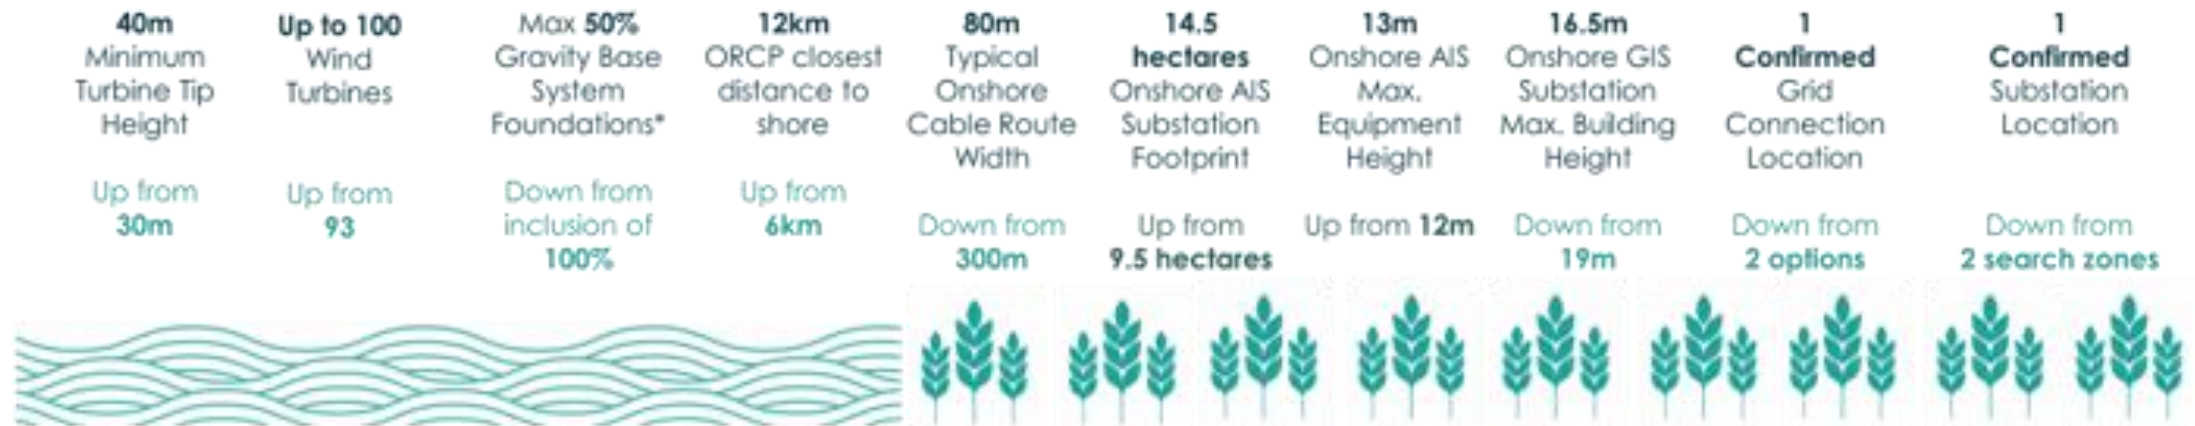 40m
Minimum
Turbine Tip
Height
Up from
30m
Up to 100
Wind
Turbines
Up from
93
Max 50%
Gravity Base
System
Foundations*
Down from
inclusion of
100%
12km
ORCP closest
distance to
shore
Up from
6km
80m
Typical
Onshore
Cable Route
Width
Down from
300m
14.5
hectares
Onshore AIS
Substation
Footprint
Up from
9.5 hectares
13m
Onshore AIS
Max.
Equipment
Height
Up from 12m
16.5m
Onshore GIS
Substation
Max. Building
Height
Down from
19m
1
Confirmed
Grid
Connection
Location
Down from
2 options
1
Confirmed
Substation
Location
Down from
2 search zones